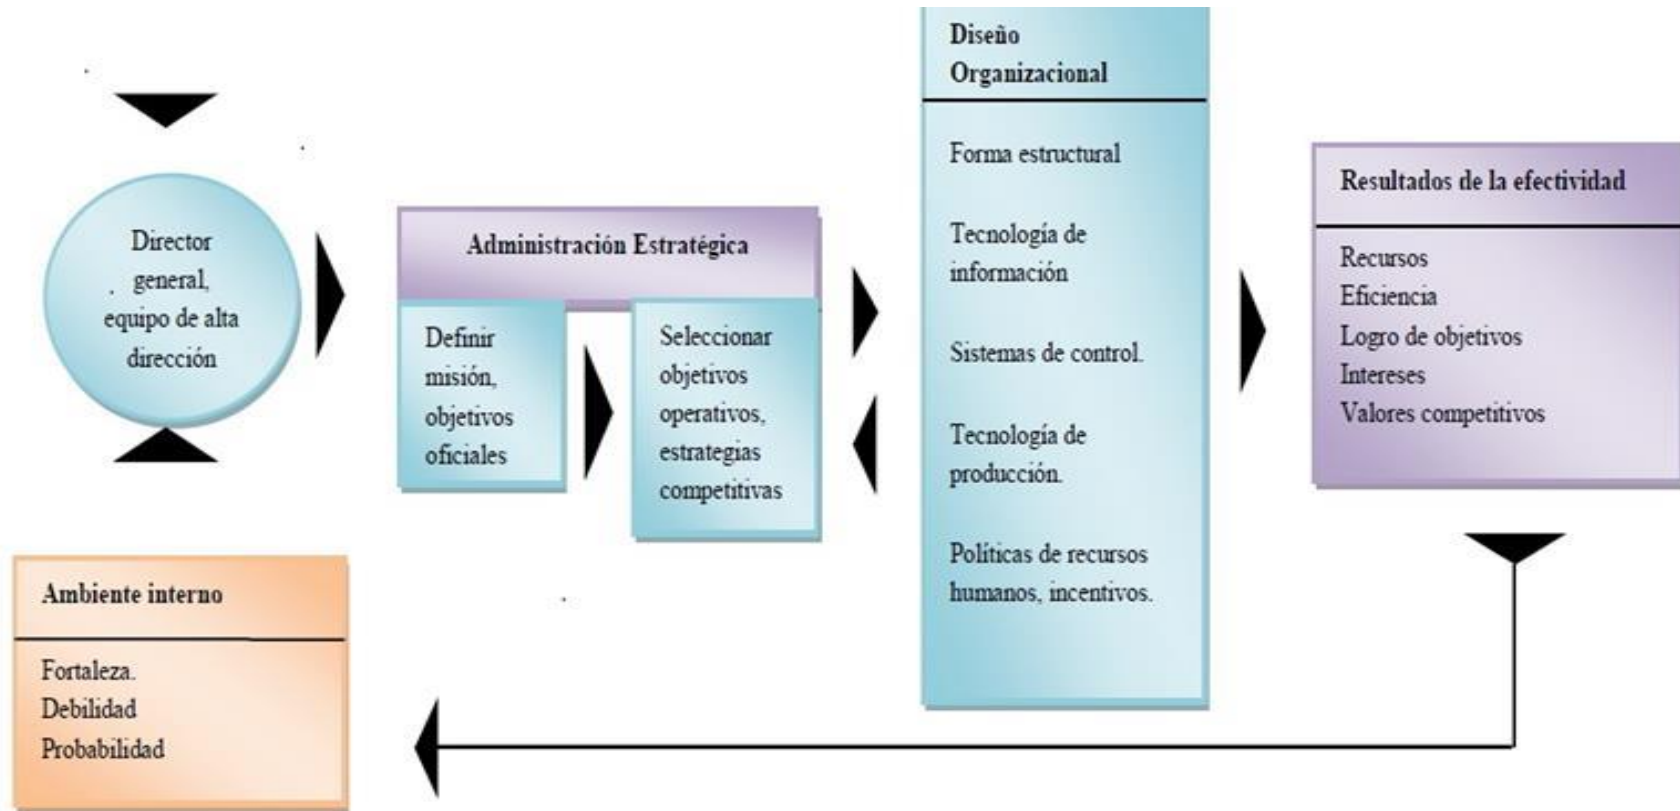 Director
general,
equipo de alta
dirección
Administración Estratégica
Definir
misión,
objetivos
oficiales
Seleccionar
objetivos
operativos,
estrategias
competitivas
Diseño
Organizacional
Forma estructural
Tecnología de
información
Sistemas de control.
Tecnología de
producción.
Políticas de recursos
humanos, incentivos.
Resultados de la efectividad
Recursos
Eficiencia
Logro de objetivos
Intereses
Valores competitivos
Ambiente interno
Fortaleza.
Debilidad
Probabilidad